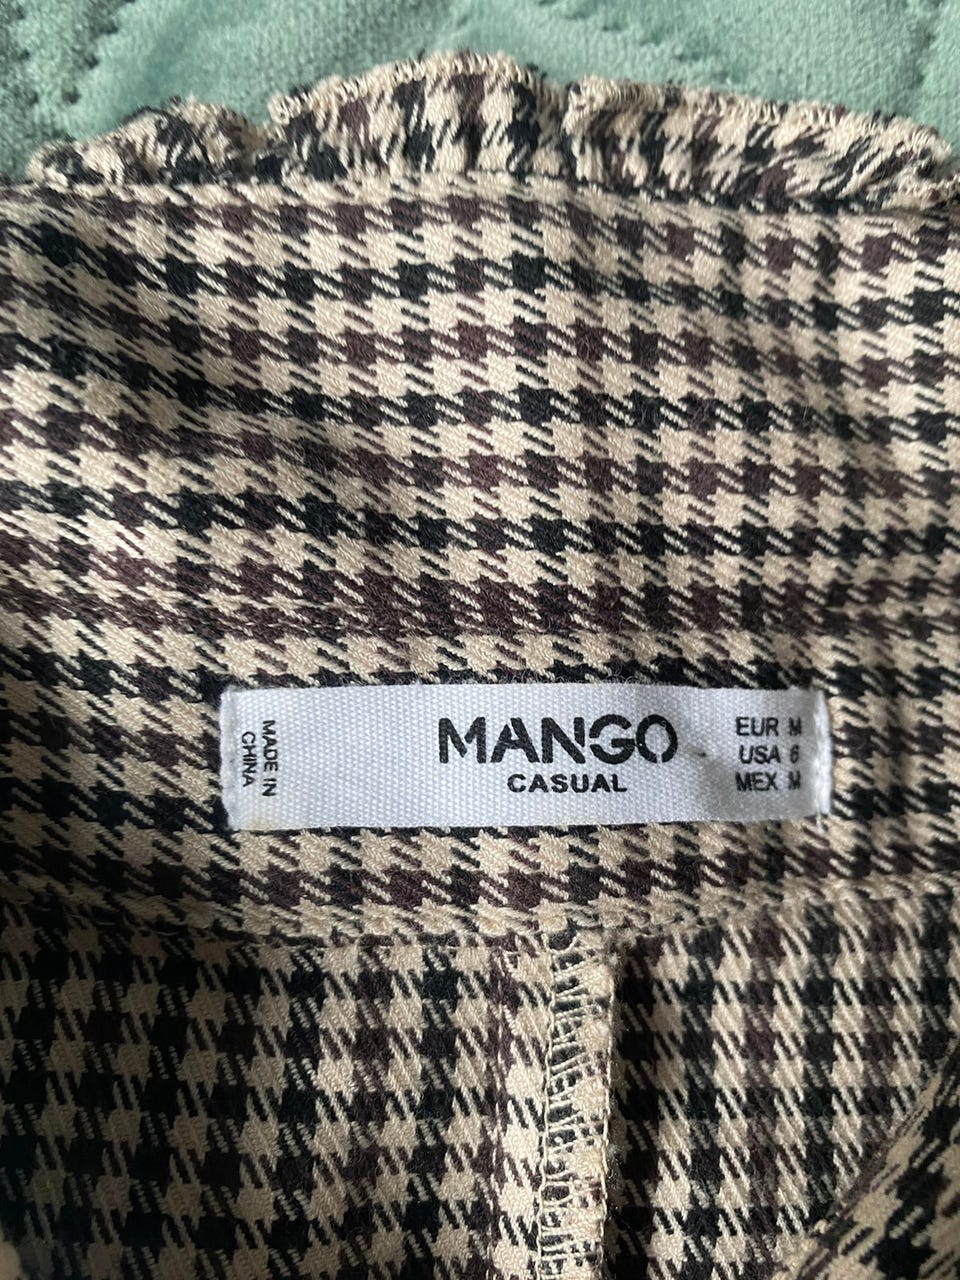 MADE IN
CHINA
MANGO
CASUAL
EUR M
USA 6
MEX M